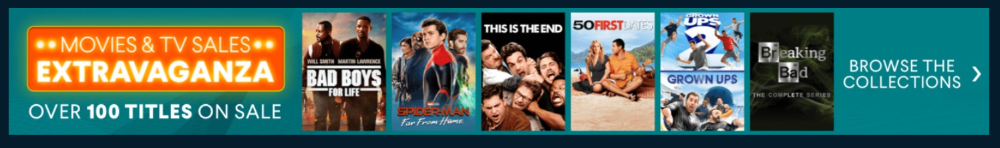 MOVIES & TV SALES
EXTRAVAGANZA
OVER 100 TITLES ON SALE
WILL SMITH MARTIN LAWRENCE
BAD BOYS
FOR LIFE
SPIDER-MAN
Far From Home
THIS IS THE END
50 FIRST DATES
GROWN
UPS
2
GROWN UPS
Breaking
Bad
THE COMPLETE SERIES
BROWSE THE
COLLECTIONS